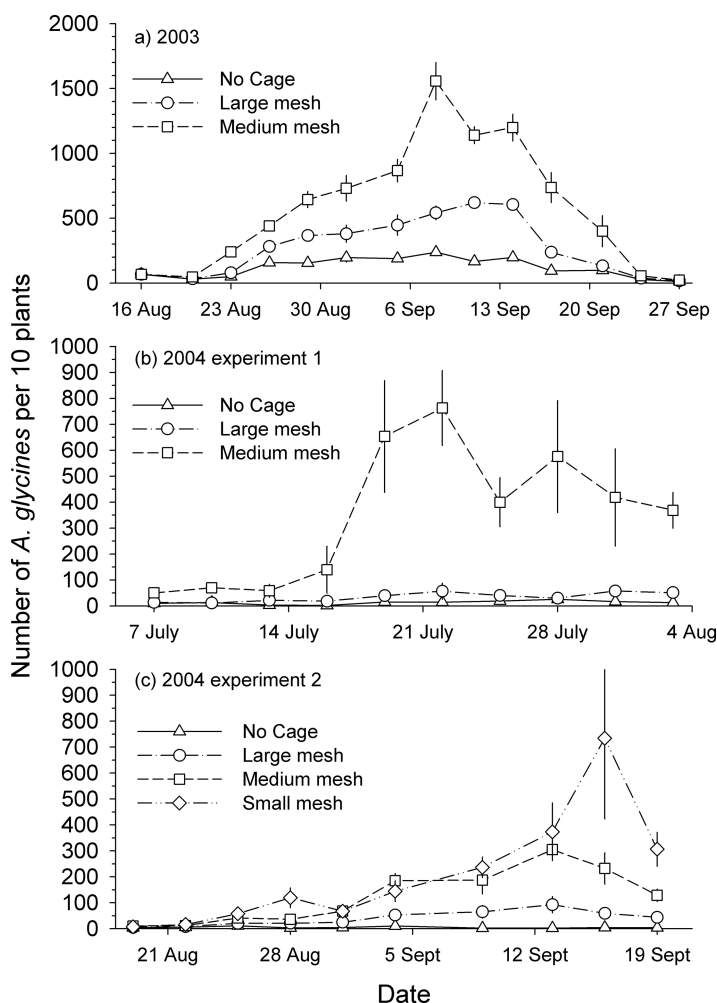 a) 2003
No Cage
Large mesh
Medium mesh
2000
1500
1000
500
0
16 Aug 23 Aug 30 Aug 6 Sep 13 Sep 20 Sep 27 Sep
(b) 2004 experiment 1
No Cage
Large mesh
Medium mesh
1000
900
800
700
600
500
400
300
200
100
0
7 July 14 July 21 July 28 July 4 Aug
(c) 2004 experiment 2
No Cage
Large mesh
Medium mesh
Small mesh
1000
900
800
700
600
500
400
300
200
100
0
21 Aug 28 Aug 5 Sept 12 Sept 19 Sept
Number of A. glycines per 10 plants
Date